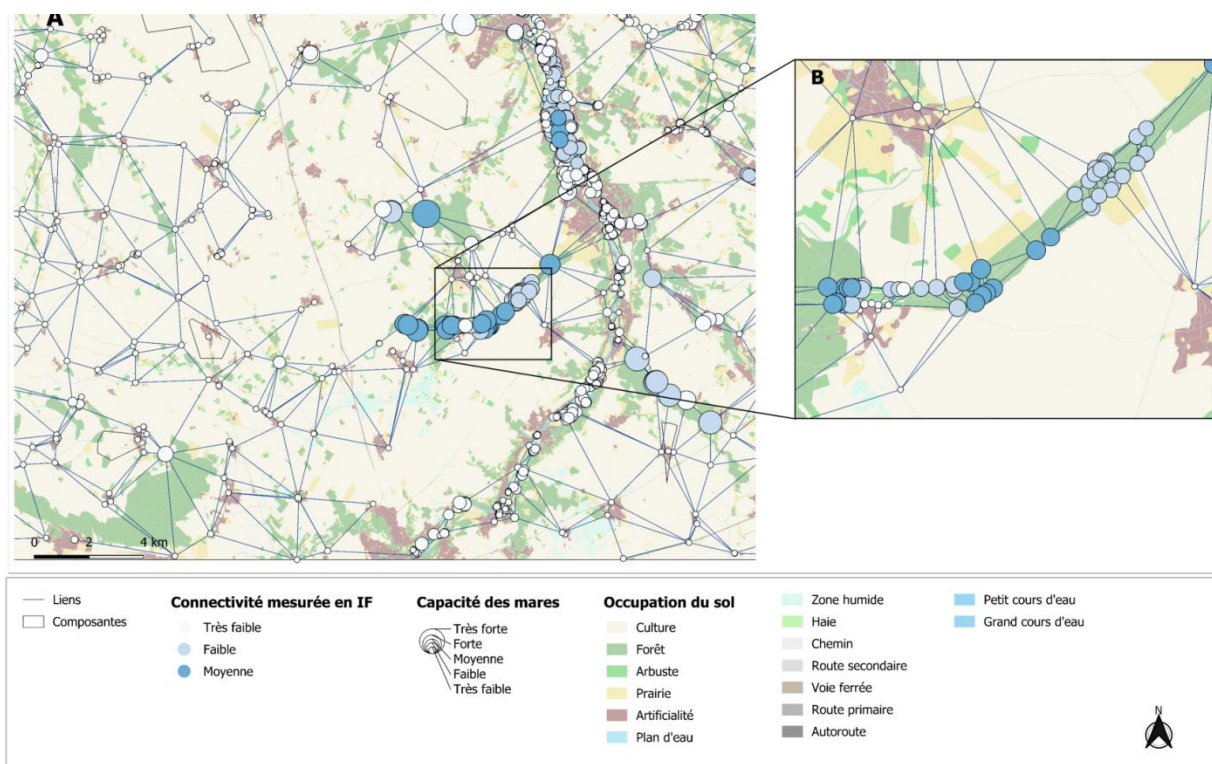 A
B
0 2 4 km
Liens
Composantes
Connectivité mesurée en IF
Très faible
Faible
Moyenne
Capacité des mares
Très forte
Forte
Moyenne
Faible
Très faible
Occupation du sol
Culture
Forêt
Arbuste
Prairie
Artificialité
Plan d'eau
Zone humide
Haie
Chemin
Route secondaire
Voie ferrée
Route primaire
Autoroute
Petit cours d'eau
Grand cours d'eau
N